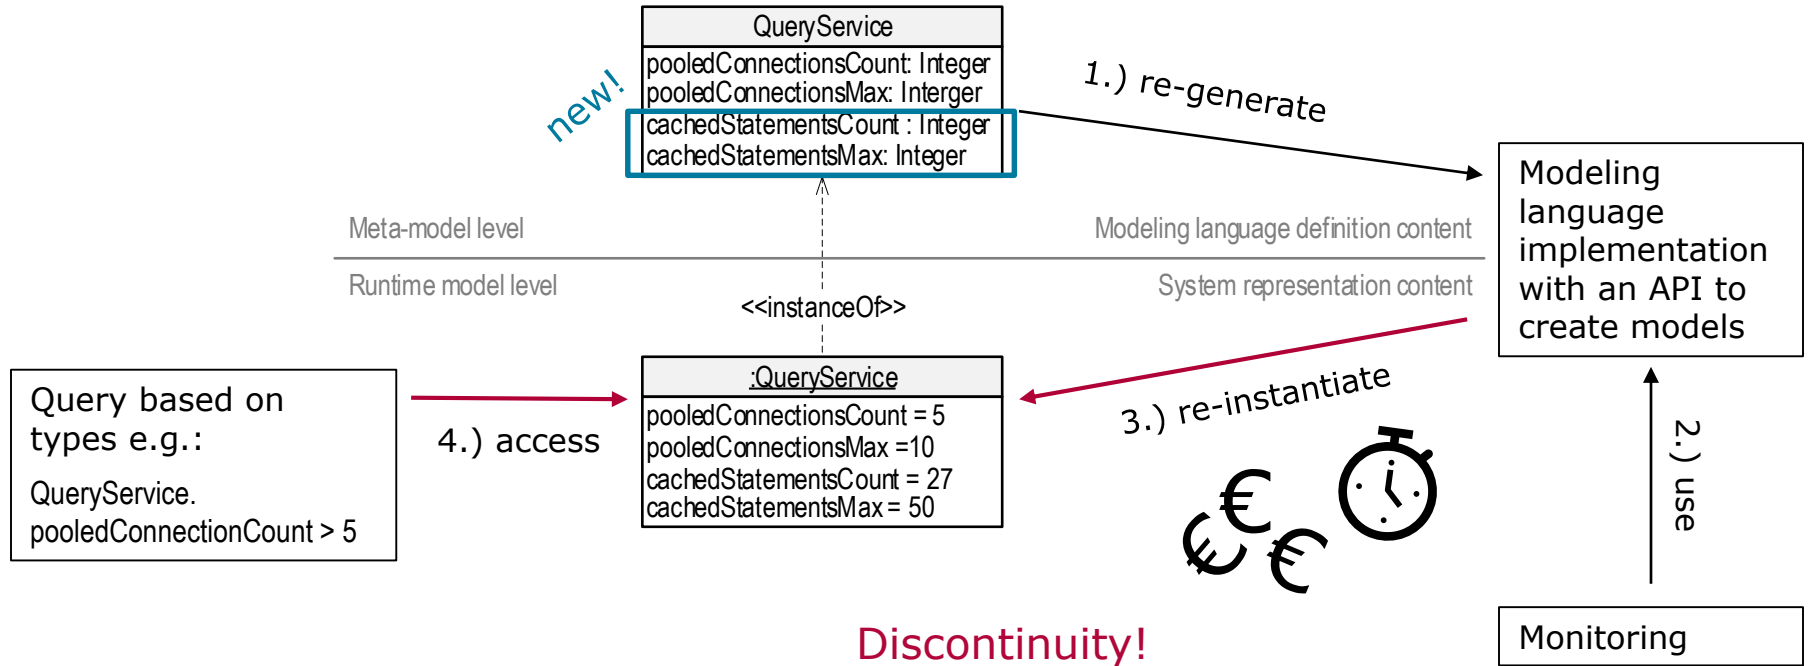 QueryService
pooledConnectionsCount: Integer
pooledConnectionsMax: Interger
cachedStatementsCount : Integer
cachedStatementsMax: Integer
new!
1.) re-generate
Modeling
language
implementation
with an API to
create models
Meta-model level
Modeling language definition content
Runtime model level
System representation content
<<instanceOf>>
Query based on
types e.g.:
QueryService.
pooledConnectionCount > 5
4.) access
:QueryService
pooledConnectionsCount = 5
pooledConnectionsMax =10
cachedStatementsCount = 27
cachedStatementsMax = 50
3.) re-instantiate
€
€
€
2.) use
Discontinuity!
Monitoring